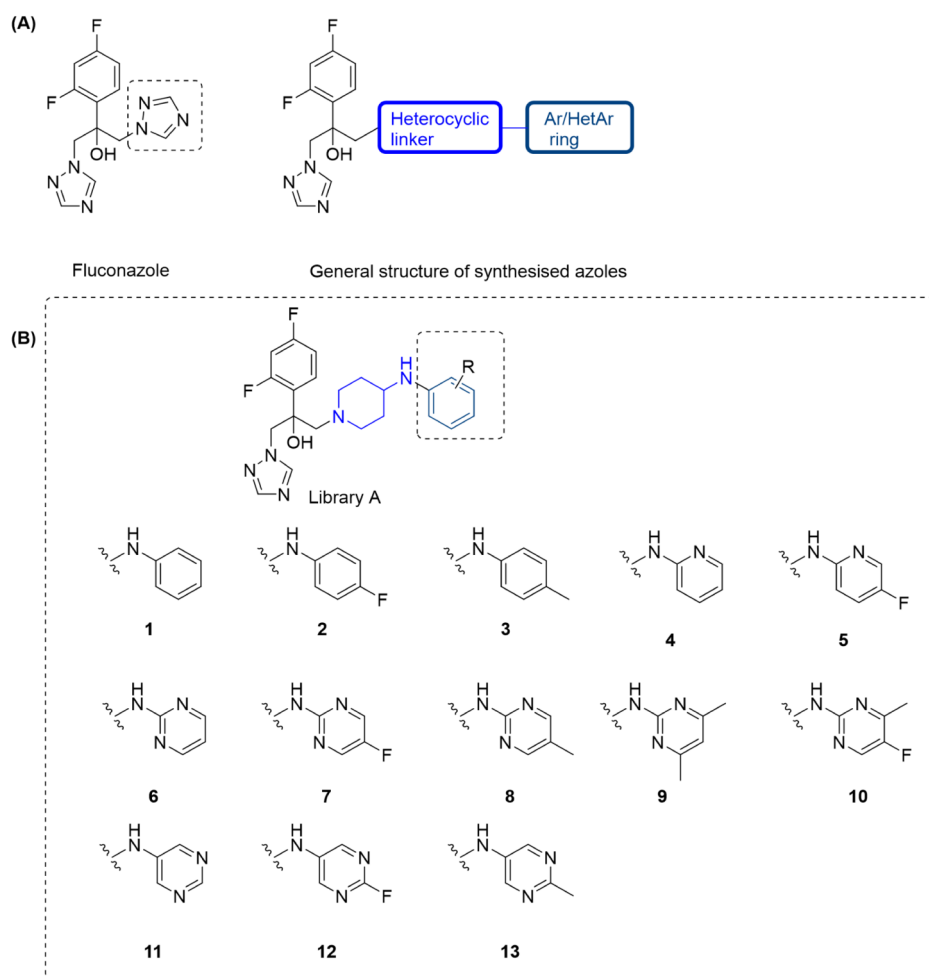 (A)
F
F
N
N
N
OH
N
N
N
F
F
OH
N
N
N
Heterocyclic
linker
Ar/HetAr
ring
Fluconazole
General structure of synthesised azoles
(B)
F
F
H
N
R
N
OH
N
N
N
Library A
H
N
1
H
N
F
2
H
N
3
H
N
N
4
H
N
N
F
5
H
N
N
N
6
H
N
N
N
F
7
H
N
N
N
8
H
N
N
N
9
H
N
N
N
F
10
H
N
N
N
11
H
N
N
N
F
12
H
N
N
N
13